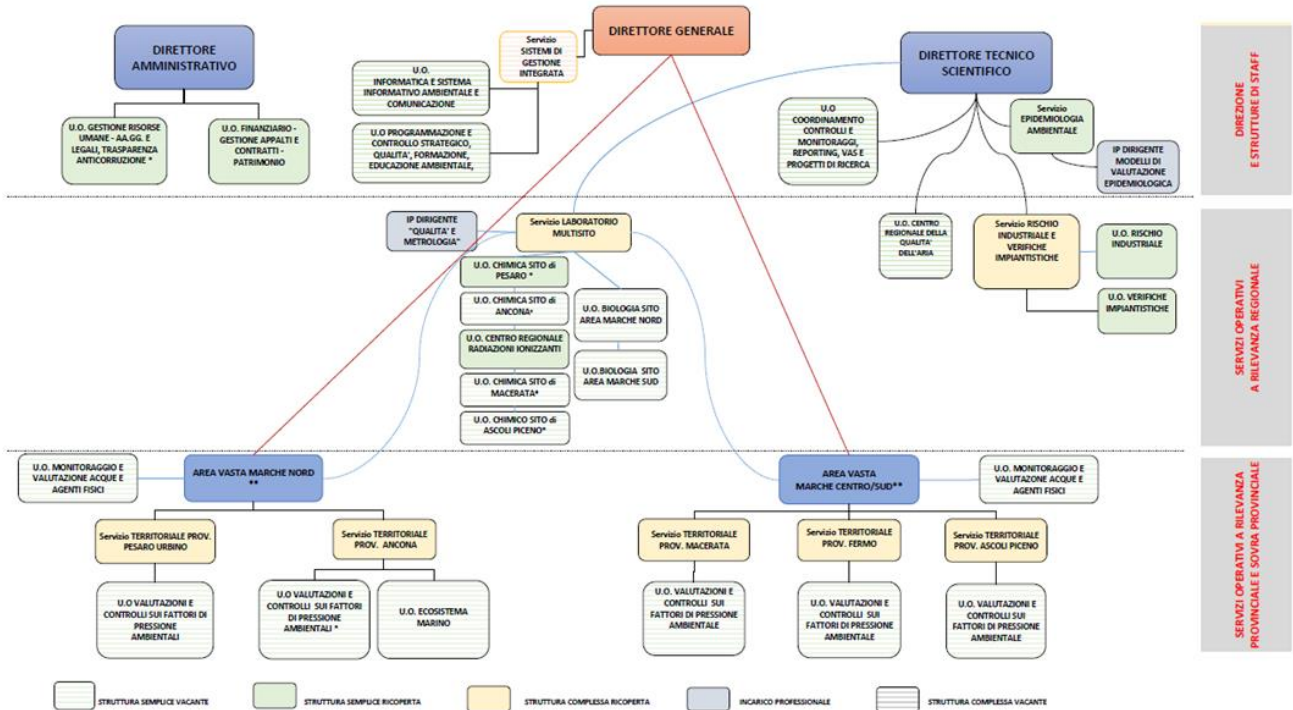 DIRETTORE
AMMINISTRATIVO
U.O. GESTIONE RISORSE
UMANE - AA.GG. E
LEGALI, TRASPARENZA
ANTICORRUZIONE *
U.O. FINANZIARIO -
GESTIONE APPALTI E
CONTRATTI -
PATRIMONIO
DIRETTORE GENERALE
Servizio
SISTEMI DI
GESTIONE
INTEGRATA
U.O.
INFORMATICA E SISTEMA
INFORMATIVO AMBIENTALE E
COMUNICAZIONE
U.O PROGRAMMAZIONE E
CONTROLLO STRATEGICO,
QUALITA', FORMAZIONE,
EDUCAZIONE AMBIENTALE,
DIRETTORE TECNICO
SCIENTIFICO
U.O
COORDINAMENTO
CONTROLLI E
MONITORAGGI,
REPORTING, VAS E
PROGETTI DI RICERCA
Servizio
EPIDEMIOLOGIA
AMBIENTALE
IP DIRIGENTE
MODELLI DI
VALUTAZIONE
EPIDEMIOLOGICA
DIREZIONE
E STRUTTURE DI STAFF
IP DIRIGENTE
"QUALITA' E
METROLOGIA"
Servizio LABORATORIO
MULTISITO
U.O. CHIMICA SITO di
PESARO *
U.O. CHIMICA SITO di
ANCONA*
U.O. CENTRO REGIONALE
RADIAZIONI IONIZZANTI
U.O. CHIMICA SITO di
MACERATA*
U.O. CHIMICO SITO di
ASCOLI PICENO*
U.O. BIOLOGIA SITO
AREA MARCHE NORD
U.O.BIOLOGIA SITO
AREA MARCHE SUD
U.O. CENTRO
REGIONALE DELLA
QUALITA'
DELL'ARIA
Servizio RISCHIO
INDUSTRIALE E
VERIFICHE
IMPIANTISTICHE
U.O. RISCHIO
INDUSTRIALE
U.O. VERIFICHE
IMPIANTISTICHE
SERVIZI OPERATIVI
A RILEVANZA REGIONALE
U.O. MONITORAGGIO E
VALUTAZIONE ACQUE E
AGENTI FISICI
AREA VASTA MARCHE NORD
**
Servizio TERRITORIALE PROV.
PESARO URBINO
Servizio TERRITORIALE
PROV. ANCONA
U.O VALUTAZIONI E
CONTROLLI SUI FATTORI DI
PRESSIONE
AMBIENTALI
U.O VALUTAZIONI E
CONTROLLI SUI FATTORI
DI PRESSIONE
AMBIENTALI *
U.O. ECOSISTEMA
MARINO
AREA VASTA
MARCHE CENTRO/SUD**
U.O. MONITORAGGIO E
VALUTAZONE ACQUE E
AGENTI FISICI
Servizio TERRITORIALE
PROV. MACERATA
Servizio TERRITORIALE
PROV. FERMO
Servizio TERRITORIALE
PROV. ASCOLI PICENO
U.O. VALUTAZIONI E
CONTROLLI SUI
FATTORI DI PRESSIONE
AMBIENTALE
U.O. VALUTAZIONI E
CONTROLLI SUI
FATTORI DI PRESSIONE
AMBIENTALE
U.O. VALUTAZIONI E
CONTROLLI SUI
FATTORI DI PRESSIONE
AMBIENTALE
SERVIZI OPERATIVI A RILEVANZA
PROVINCIALE E SOVRA PROVINCIALE
STRUTTURA SEMPLICE VACANTE
STRUTTURA SEMPLICE RICOPERTA
STRUTTURA COMPLESSA RICOPERTA
INCARICO PROFESSIONALE
STRUTTURA COMPLESSA VACANTE